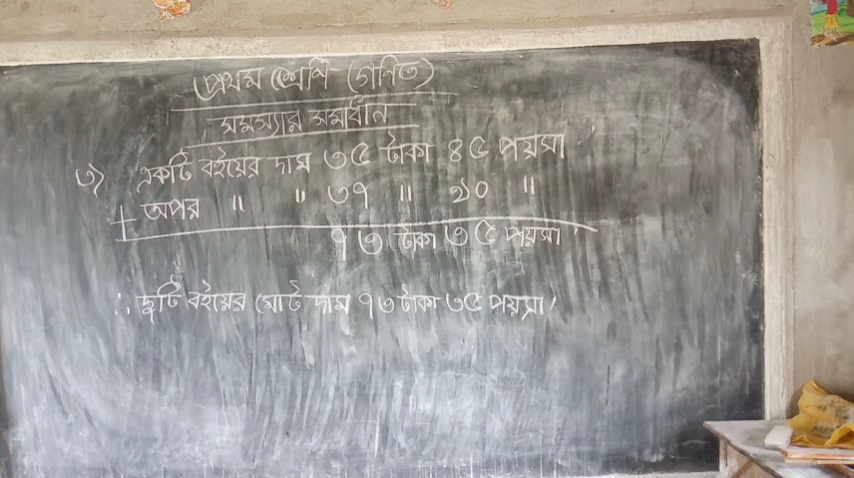 প্রথম শ্রেণি (গনিত)
সমস্যার সমাধান
৩) একটি বইয়ের দাম ৩৫ টাকা ৪৫ পয়সা
+ অপর " " ৩৭ " ৯০ "
৭৩ টাকা ৩৫ পয়সা
∴ দুটি বইয়ের মোট দাম ৭৩ টাকা ৩৫ পয়সা।